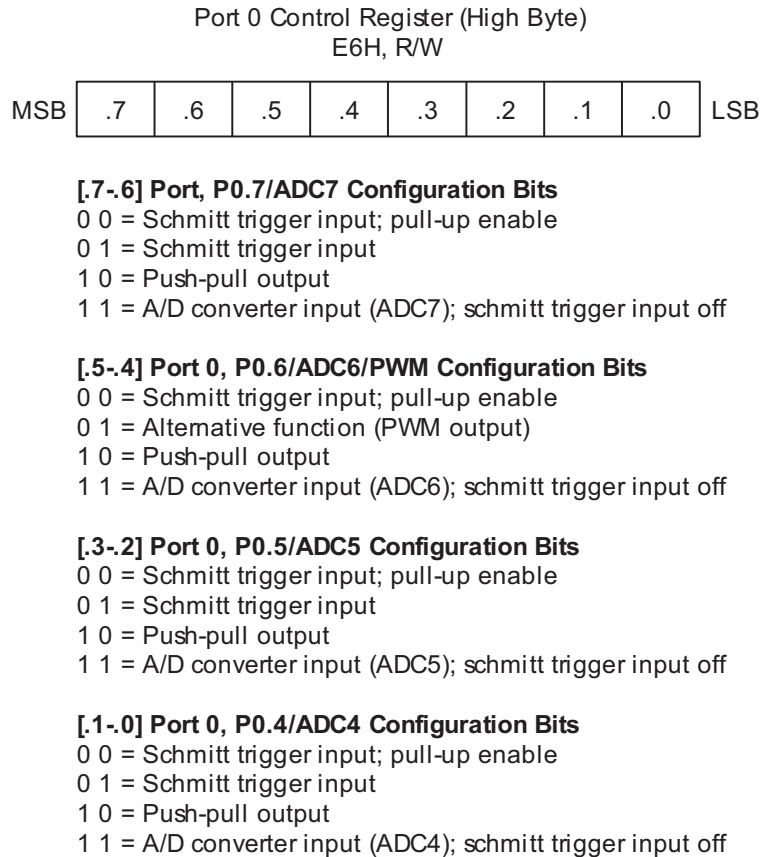 Port 0 Control Register (High Byte)
E6H, R/W
MSB .7 .6 .5 .4 .3 .2 .1 .0 LSB
[.7-.6] Port, P0.7/ADC7 Configuration Bits
0 0 = Schmitt trigger input; pull-up enable
0 1 = Schmitt trigger input
1 0 = Push-pull output
1 1 = A/D converter input (ADC7); schmitt trigger input off
[.5-.4] Port 0, P0.6/ADC6/PWM Configuration Bits
0 0 = Schmitt trigger input; pull-up enable
0 1 = Alternative function (PWM output)
1 0 = Push-pull output
1 1 = A/D converter input (ADC6); schmitt trigger input off
[.3-.2] Port 0, P0.5/ADC5 Configuration Bits
0 0 = Schmitt trigger input; pull-up enable
0 1 = Schmitt trigger input
1 0 = Push-pull output
1 1 = A/D converter input (ADC5); schmitt trigger input off
[.1-.0] Port 0, P0.4/ADC4 Configuration Bits
0 0 = Schmitt trigger input; pull-up enable
0 1 = Schmitt trigger input
1 0 = Push-pull output
1 1 = A/D converter input (ADC4); schmitt trigger input off